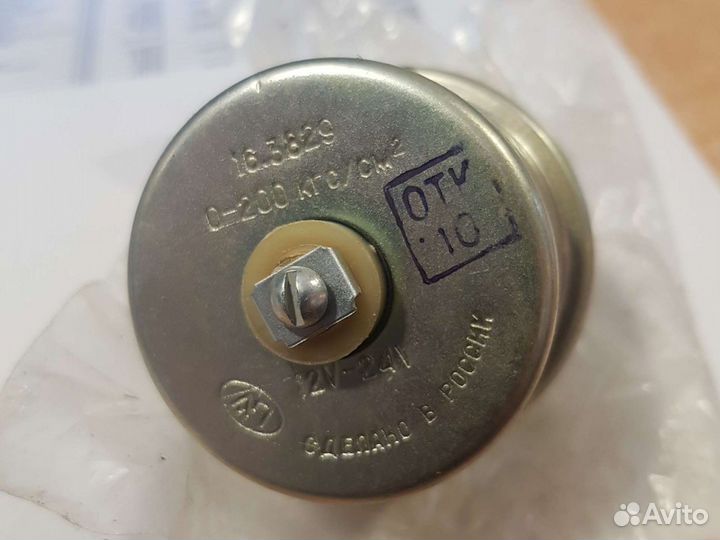 16.3829
0-200 кгс/см²
ОТК
10
12V-24V
СДЕЛАНО В РОССИИ
Avito